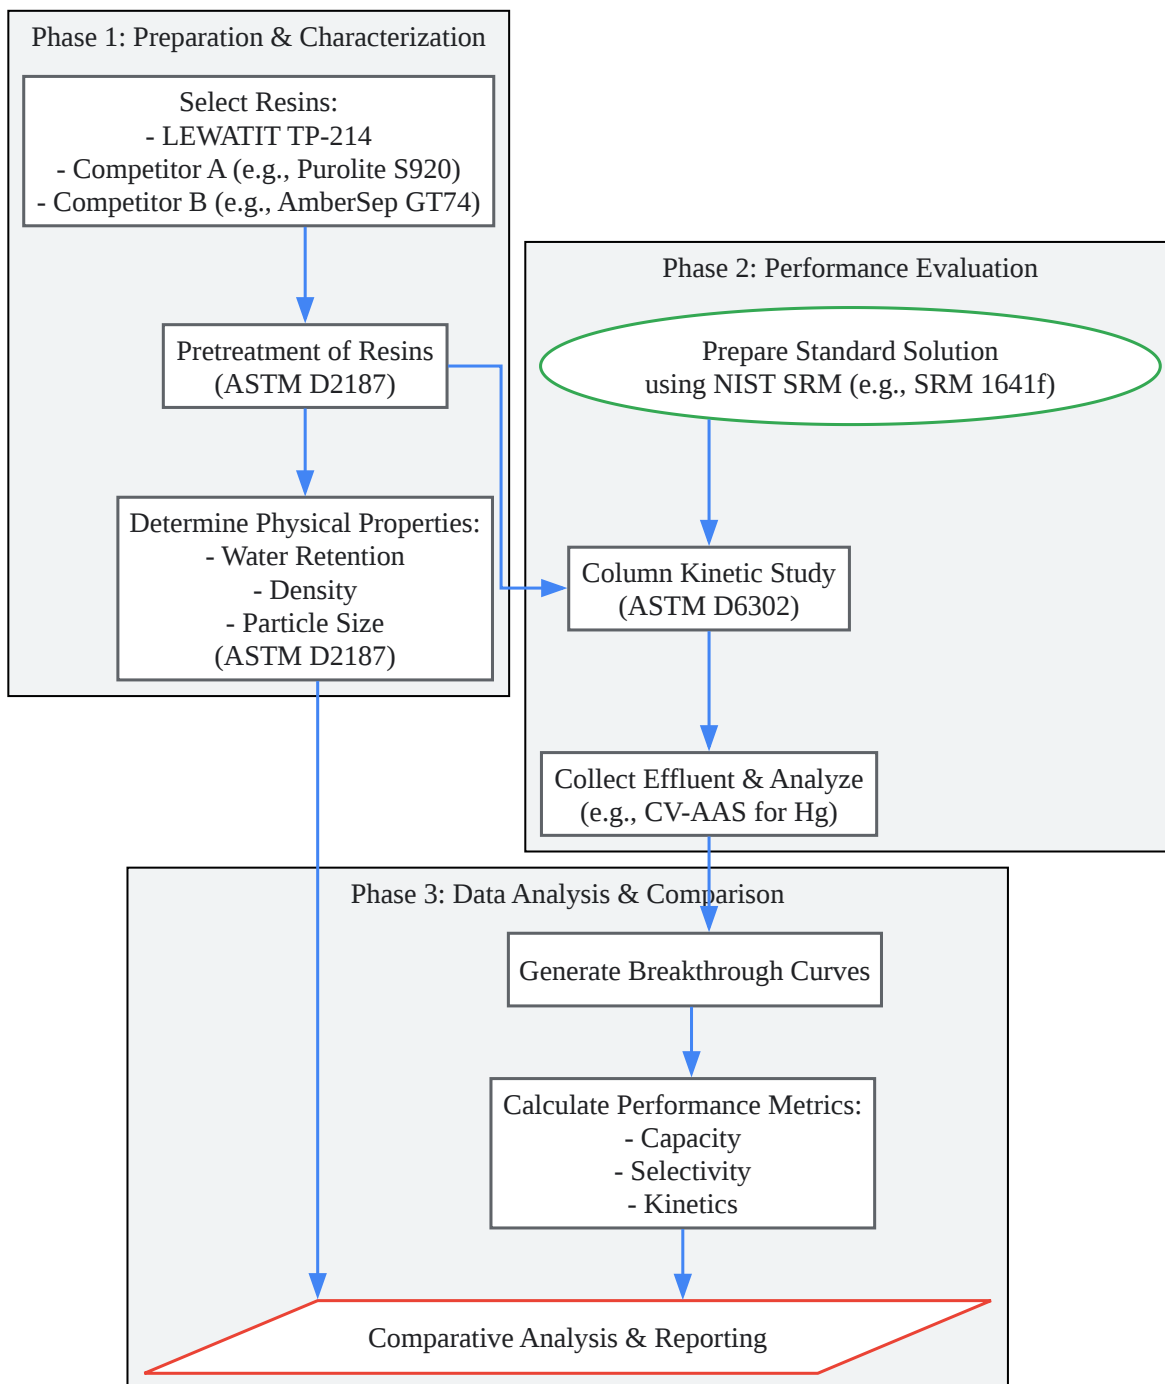 Phase 1: Preparation & Characterization
Select Resins:
- LEWATIT TP-214
- Competitor A (e.g., Purolite S920)
- Competitor B (e.g., AmberSep GT74)
Pretreatment of Resins
(ASTM D2187)
Determine Physical Properties:
- Water Retention
- Density
- Particle Size
(ASTM D2187)
Phase 2: Performance Evaluation
Prepare Standard Solution
using NIST SRM (e.g., SRM 1641f)
Column Kinetic Study
(ASTM D6302)
Collect Effluent & Analyze
(e.g., CV-AAS for Hg)
Phase 3: Data Analysis & Comparison
Generate Breakthrough Curves
Calculate Performance Metrics:
- Capacity
- Selectivity
- Kinetics
Comparative Analysis & Reporting